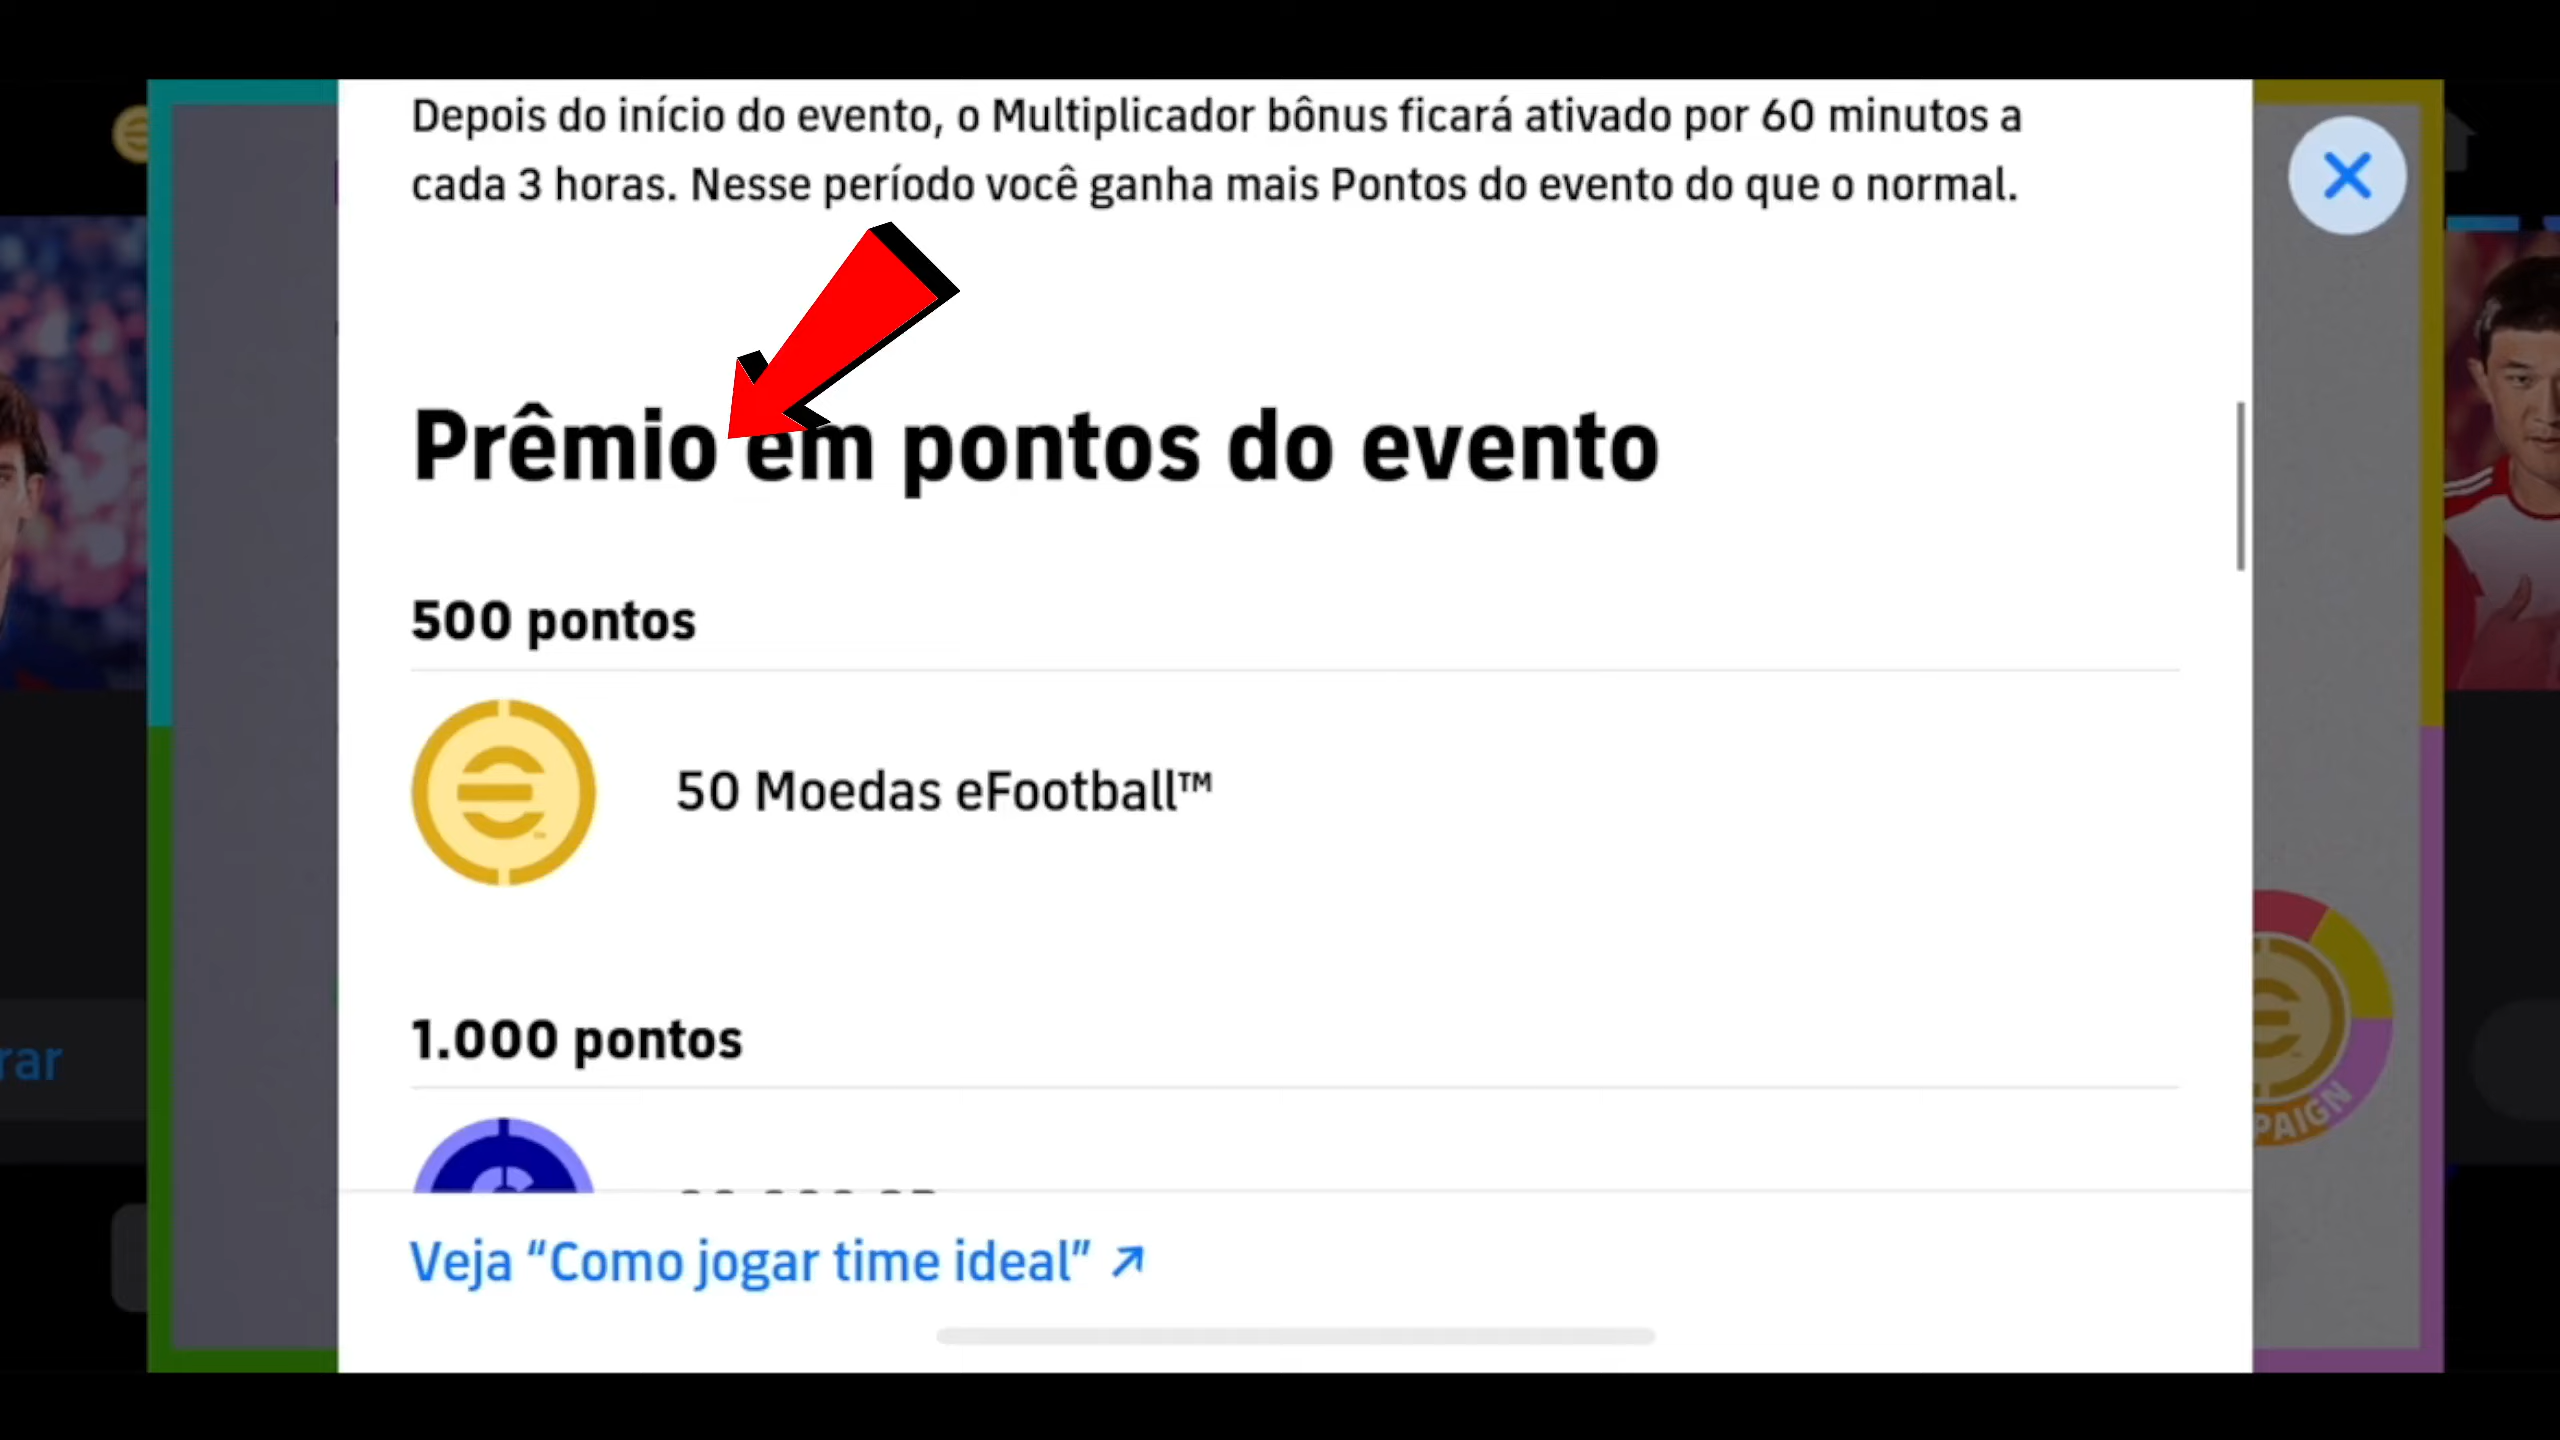 Depois do início do evento, o Multiplicador bônus ficará ativado por 60 minutos a
cada 3 horas. Nesse período você ganha mais Pontos do evento do que o normal.
Prêmio em pontos do evento
500 pontos
50 Moedas eFootball™
1.000 pontos
rar
PAIGN
Veja “Como jogar time ideal” ↗